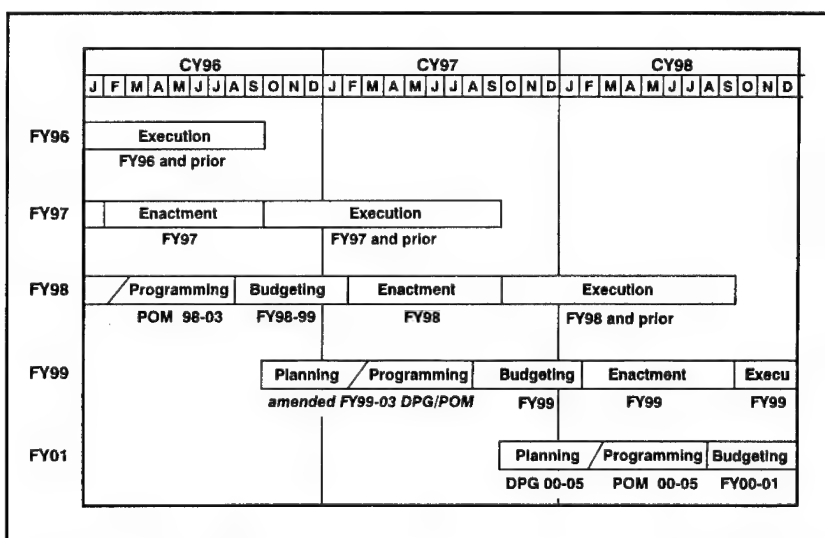 CY96 CY97 CY98
J F M A M J J A S O N D J F M A M J J A S O N D J F M A M J J A S O N D
FY96 Execution
FY96 and prior
FY97 Enactment Execution
FY97 FY97 and prior
FY98 Programming Budgeting Enactment Execution
POM 98-03 FY98-99 FY98 FY98 and prior
FY99 Planning Programming Budgeting Enactment Execu
amended FY99-03 DPG/POM FY99 FY99 FY99
FY01 Planning Programming Budgeting
DPG 00-05 POM 00-05 FY00-01